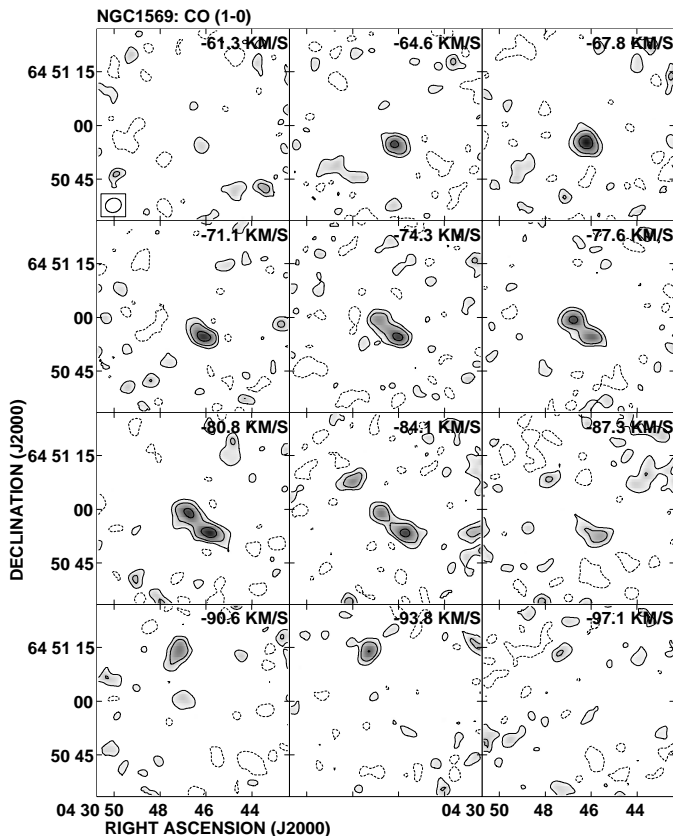 NGC1569: CO (1-0)
-61.3 KM/S
-64.6 KM/S
-67.8 KM/S
64 51 15
00
50 45
-71.1 KM/S
-74.3 KM/S
-77.6 KM/S
64 51 15
00
50 45
-80.8 KM/S
-84.1 KM/S
-87.3 KM/S
64 51 15
00
50 45
-90.6 KM/S
-93.8 KM/S
-97.1 KM/S
64 51 15
00
50 45
DECLINATION (J2000)
04 30 50 48 46 44
04 30 50 48 46 44
RIGHT ASCENSION (J2000)